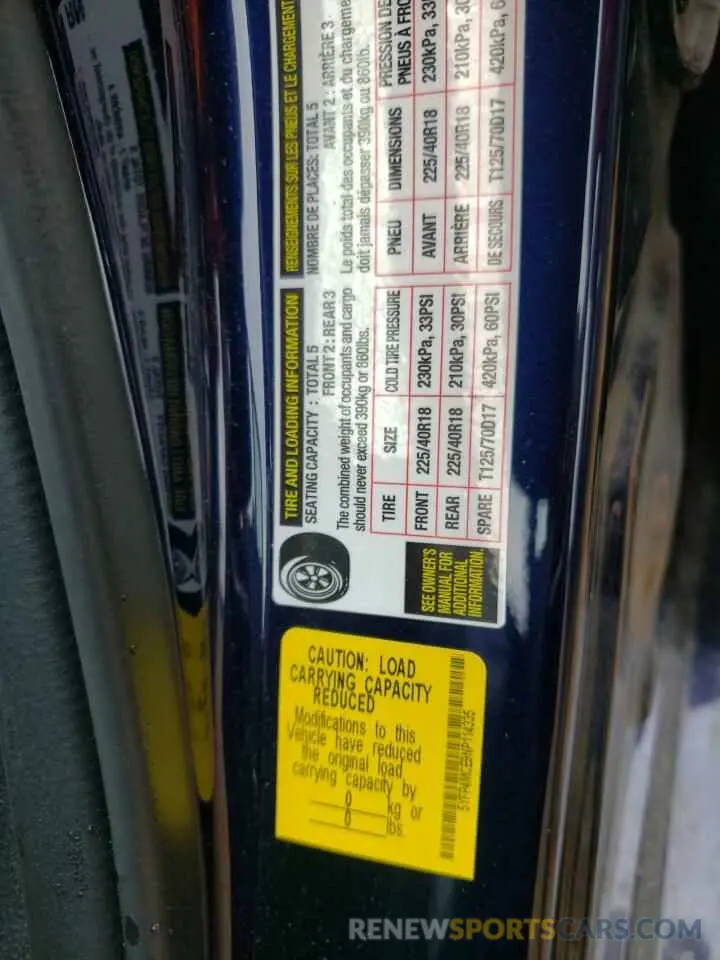 TIRE AND LOADING INFORMATION
SEATING CAPACITY : TOTAL 5
FRONT 2 : REAR 3
The combined weight of occupants and cargo
should never exceed 390kg or 860lbs.
TIRE SIZE COLD TIRE PRESSURE
FRONT 225/40R18 230kPa, 33PSI
REAR 225/40R18 210kPa, 30PSI
SPARE T125/70D17 420kPa, 60PSI
SEE OWNER'S
MANUAL FOR
ADDITIONAL
INFORMATION.
RENSEIGNEMENTS SUR LES PNEUS ET LE CHARGEMENT
NOMBRE DE PLACES: TOTAL 5
AVANT 2 : ARRIÈRE 3
Le poids total des occupants et du chargeme
doit jamais dépasser 390kg ou 860lb.
PNEU DIMENSIONS PRESSION DE
PNEUS À FRO
AVANT 225/40R18 230kPa, 33
ARRIÈRE 225/40R18 210kPa, 30
DE SECOURS T125/70D17 420kPa, 6
CAUTION: LOAD
CARRYING CAPACITY
REDUCED
Modifications to this
Vehicle have reduced
the original load
carrying capacity by
0 kg or
0 lbs
RENEWSPORTSCARS.COM